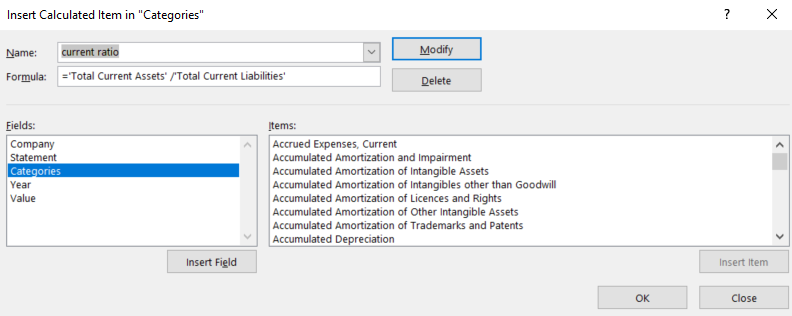 Insert Calculated Item in "Categories"
? ×
Name: current ratio Modify
Formula: ='Total Current Assets' /'Total Current Liabilities' Delete
Fields:
Company
Statement
Categories
Year
Value
Insert Field
Items:
Accrued Expenses, Current
Accumulated Amortization and Impairment
Accumulated Amortization of Intangible Assets
Accumulated Amortization of Intangibles other than Goodwill
Accumulated Amortization of Licences and Rights
Accumulated Amortization of Other Intangible Assets
Accumulated Amortization of Trademarks and Patents
Accumulated Depreciation
Insert Item
OK Close